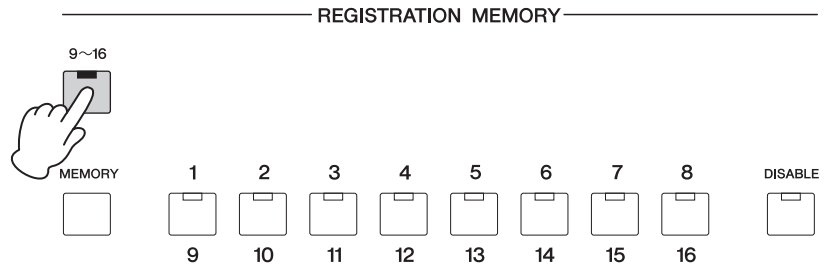 REGISTRATION MEMORY
9～16
MEMORY 1 2 3 4 5 6 7 8 DISABLE
9 10 11 12 13 14 15 16